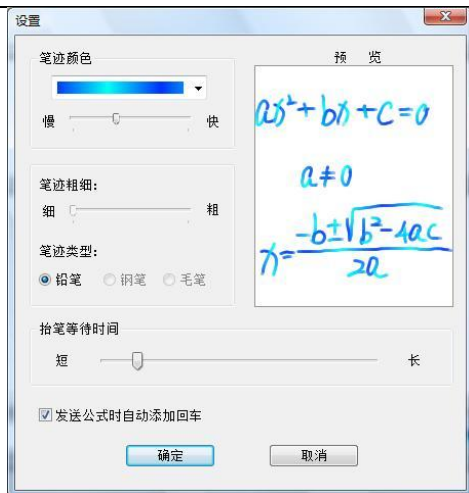 设置
笔迹颜色
慢 快
笔迹粗细:
细 粗
笔迹类型:
铅笔 钢笔 毛笔
预 览
ax²+bx+c=0
a≠0
x=(-b±√(b²-4ac))/2a
抬笔等待时间
短 长
发送公式时自动添加回车
确定 取消